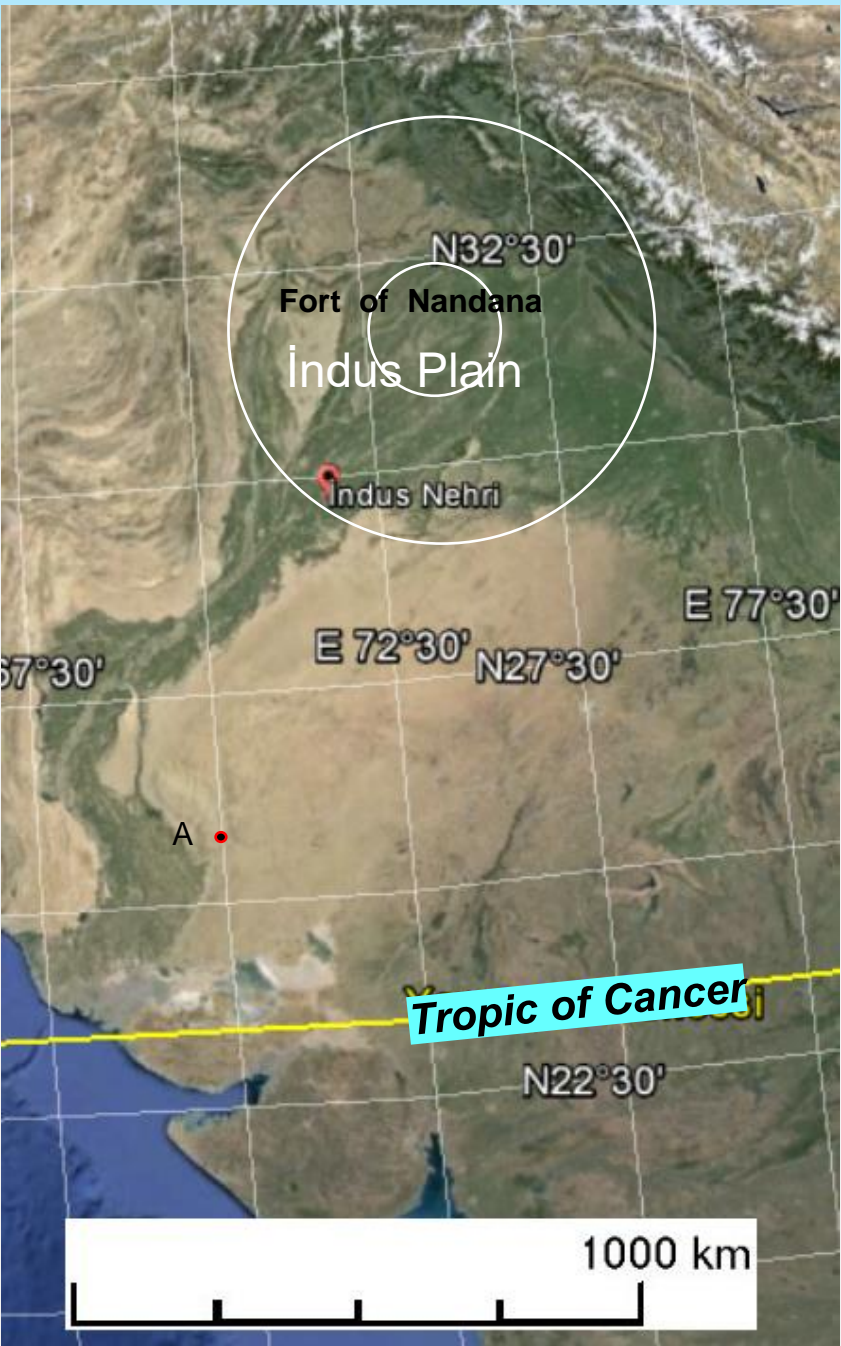 N32°30'
Fort of Nandana
İndus Plain
İndus Nehri
E 77°30'
E 72°30'
N27°30'
67°30'
A
Tropic of Cancer
N22°30'
1000 km